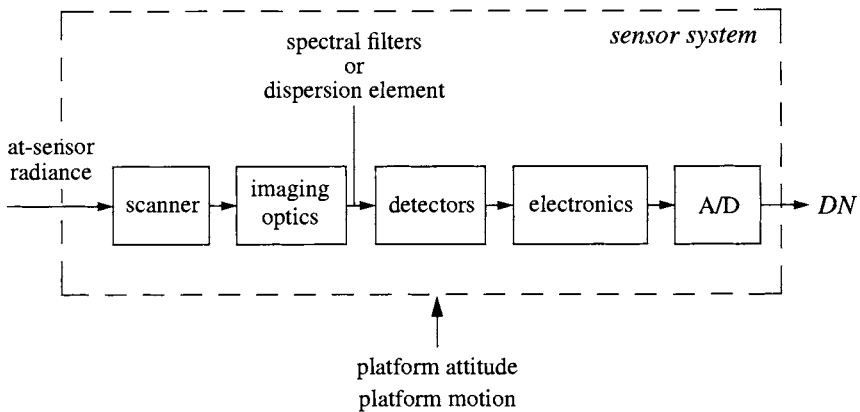 spectral filters
or
dispersion element
sensor system
at-sensor
radiance
scanner
imaging
optics
detectors
electronics
A/D
DN
platform attitude
platform motion